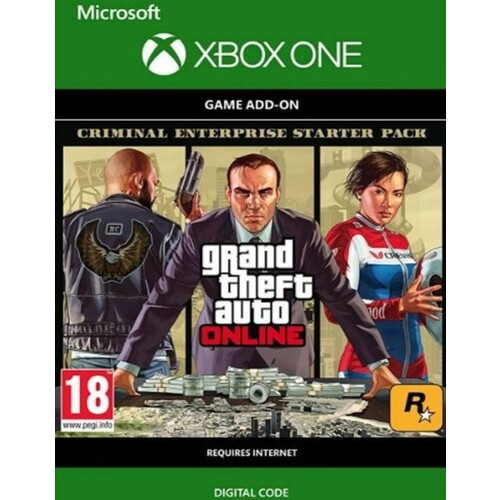 Microsoft
XBOX ONE
GAME ADD-ON
CRIMINAL ENTERPRISE STARTER PACK
MC
grand
theft
auto
ONLINE
18
www.pegi.info
R
REQUIRES INTERNET
DIGITAL CODE